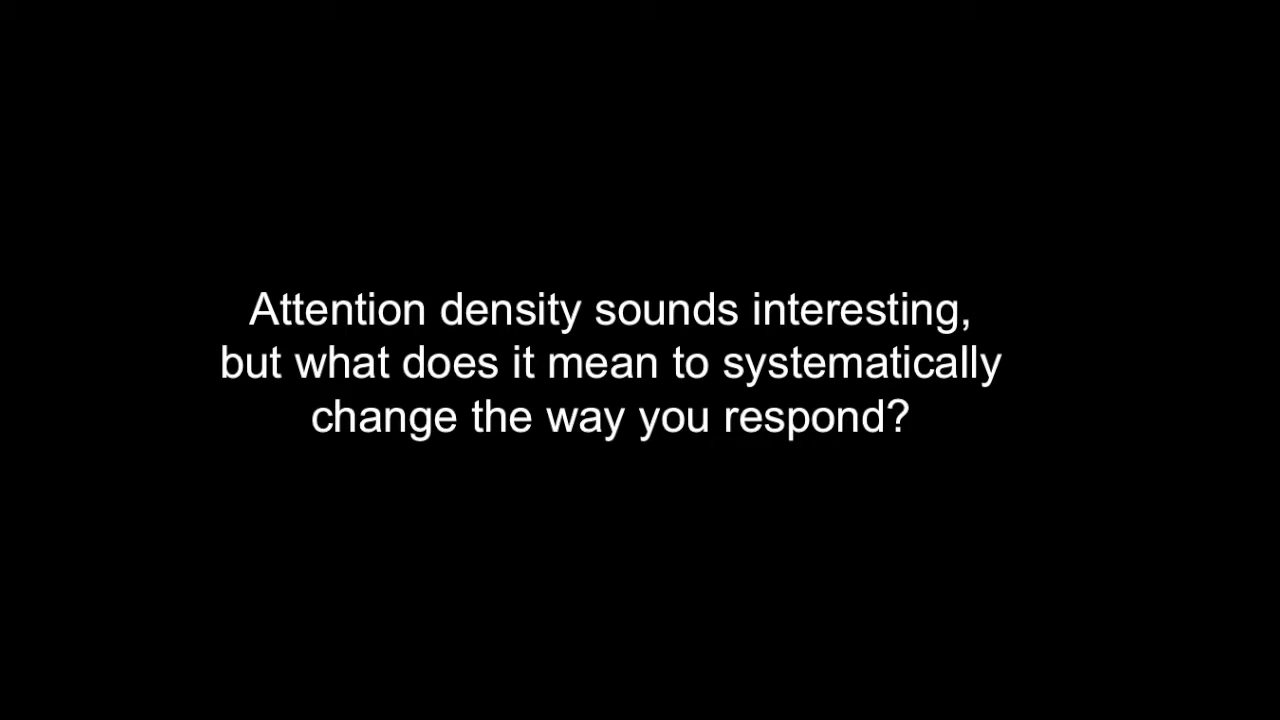 Attention density sounds interesting,
but what does it mean to systematically
change the way you respond?